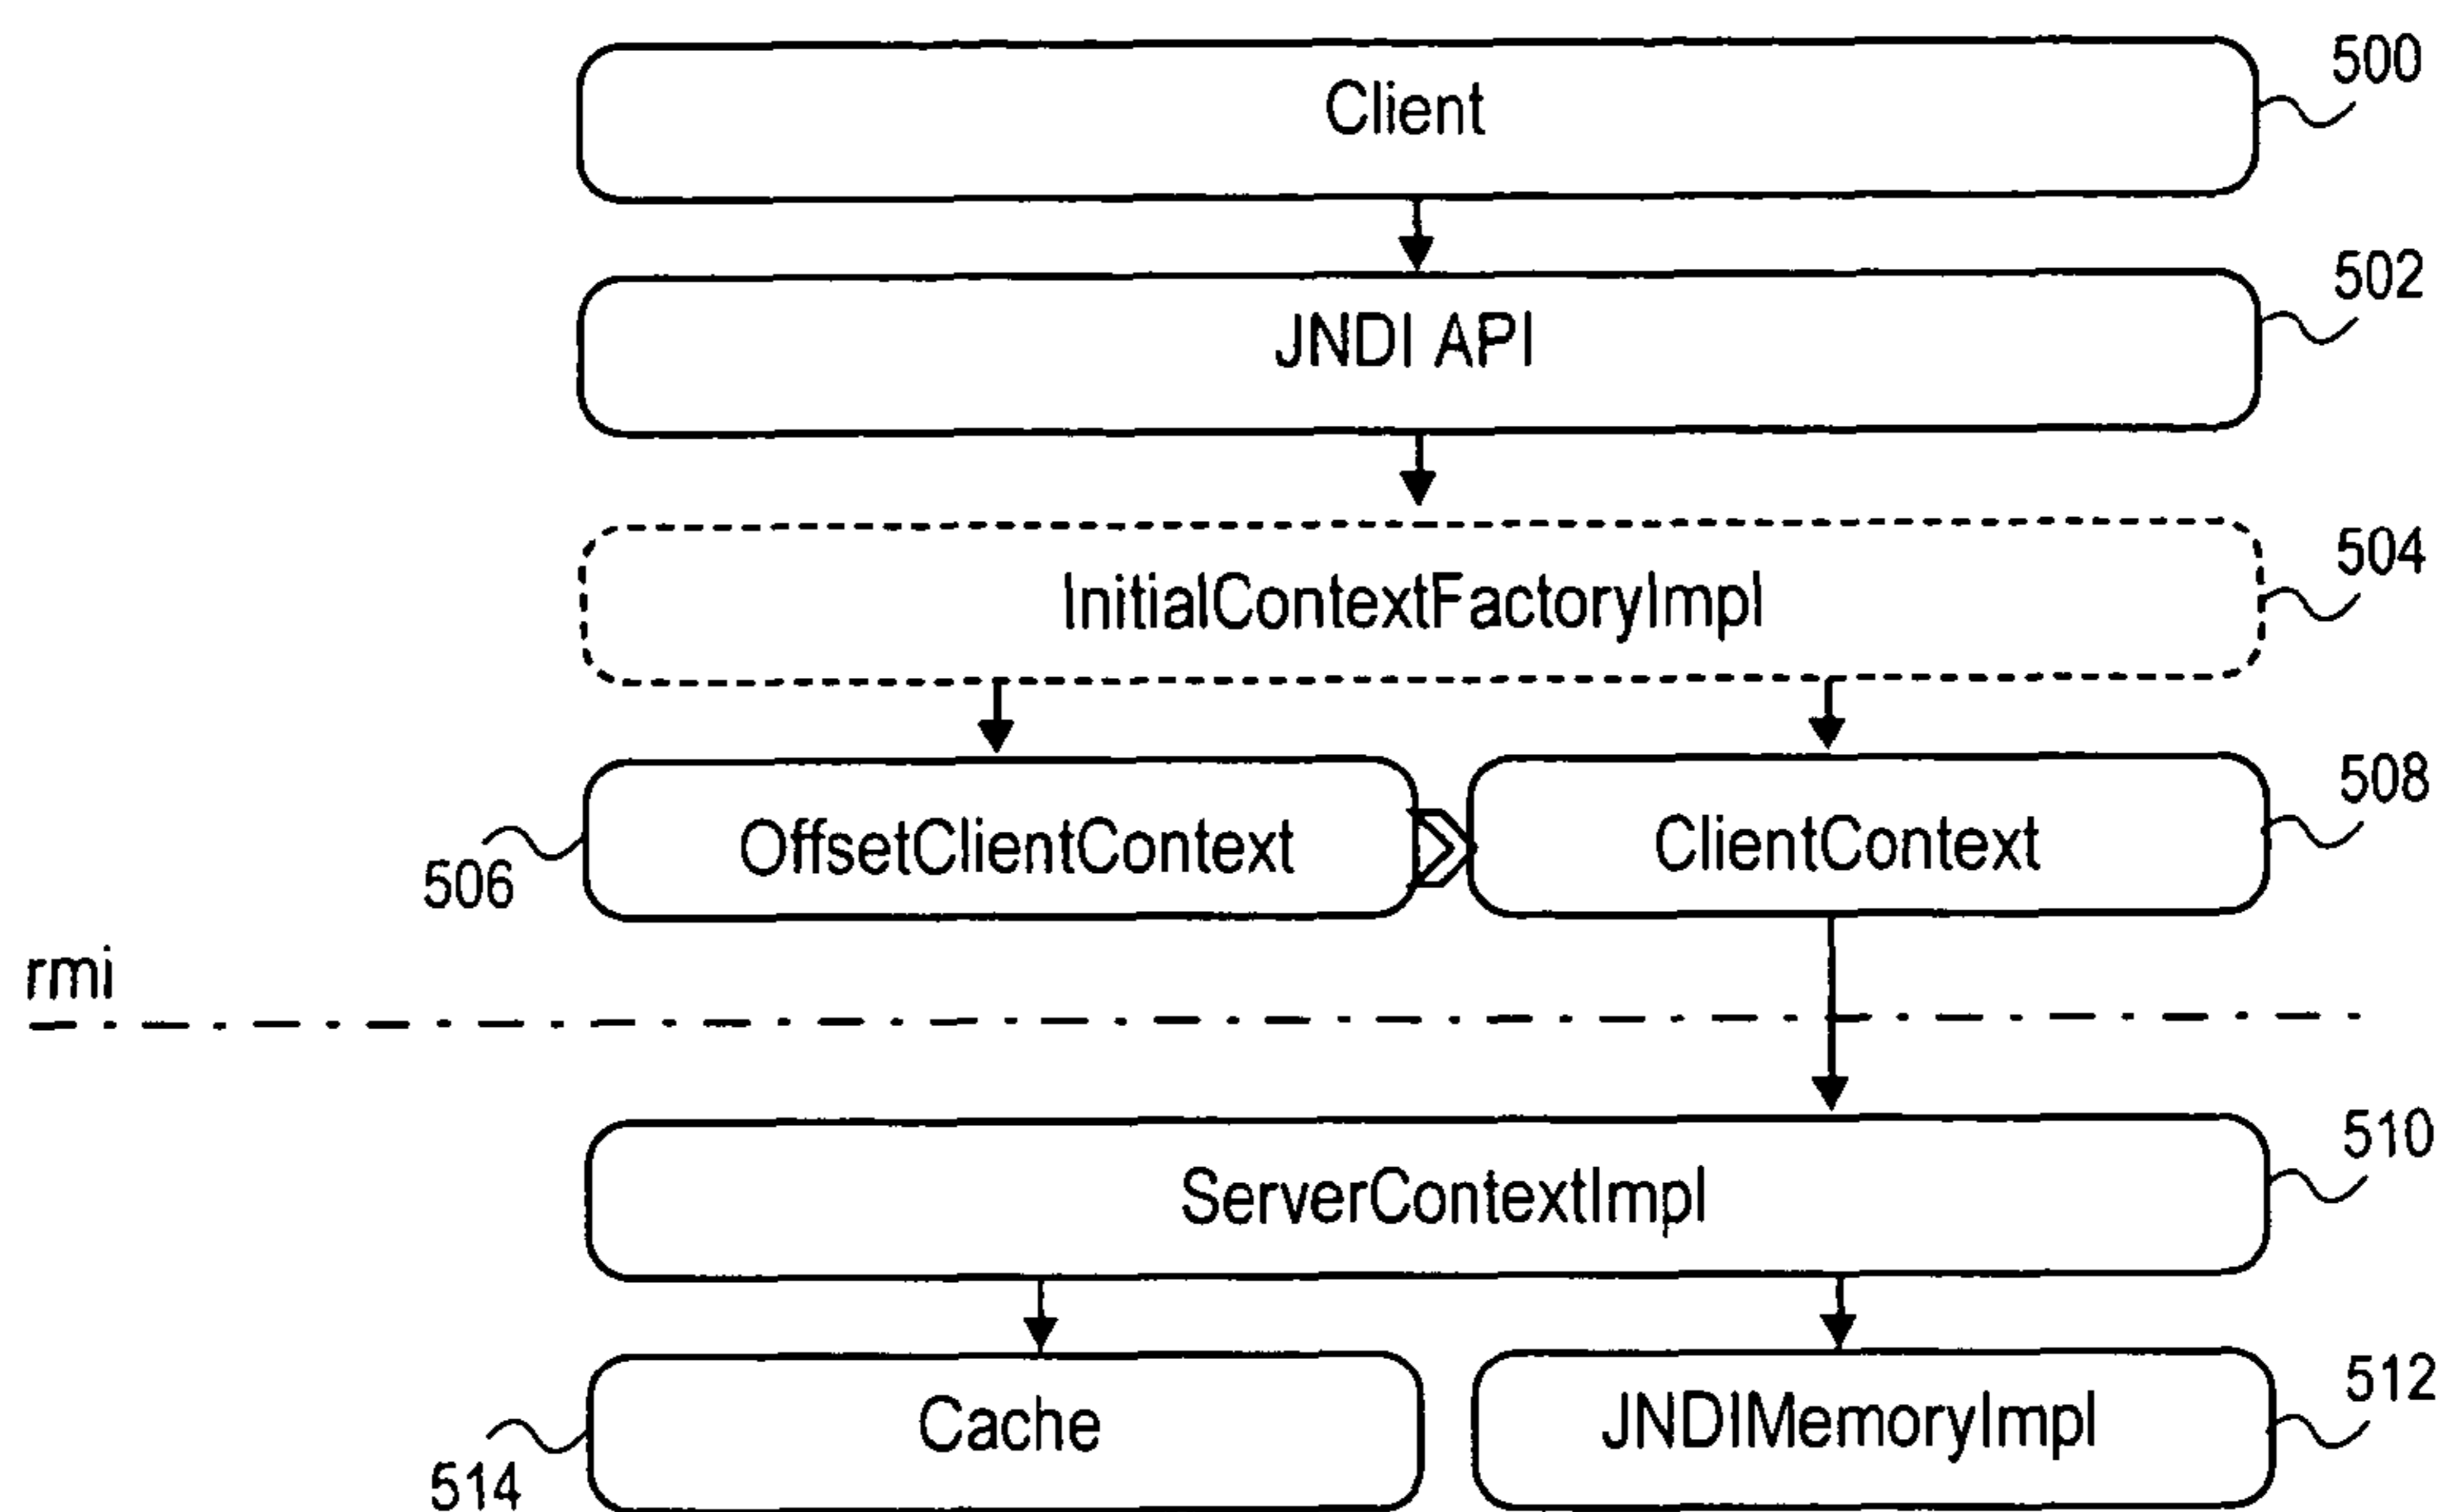 500
Client
502
JNDI API
504
InitialContextFactoryImpl
508
OffsetClientContext
ClientContext
506
rmi
510
ServerContextImpl
512
Cache
JNDIMemoryImpl
514